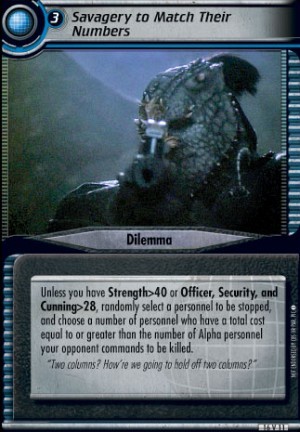 3 Savagery to Match Their
Numbers
Dilemma
Unless you have Strength>40 or Officer, Security, and
Cunning>28, randomly select a personnel to be stopped,
and choose a number of personnel who have a total cost
equal to or greater than the number of Alpha personnel
your opponent commands to be killed.
"Two columns? How're we going to hold off two columns?"
16 V 11